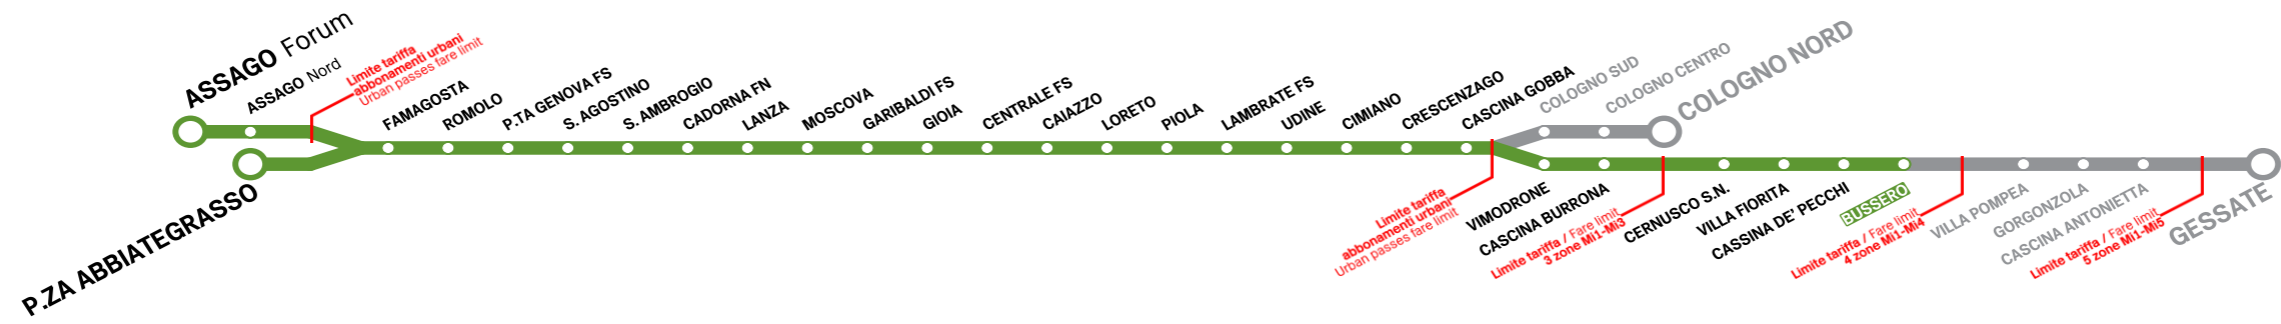 ASSAGO Forum
ASSAGO Nord
Limite tariffa
abbonamenti urbani
Urban passes fare limit
P.ZA ABBIATEGRASSO
FAMAGOSTA
ROMOLO
P.TA GENOVA FS
S. AGOSTINO
S. AMBROGIO
CADORNA FN
LANZA
MOSCOVA
GARIBALDI FS
GIOIA
CENTRALE FS
CAIAZZO
LORETO
PIOLA
LAMBRATE FS
UDINE
CIMIANO
CRESCENZAGO
CASCINA GOBBA
COLOGNO SUD
COLOGNO CENTRO
COLOGNO NORD
Limite tariffa
abbonamenti urbani
Urban passes fare limit
VIMODRONE
CASCINA BURRONA
Limite tariffa / Fare limit
3 zone Mi1-Mi3
CERNUSCO S.N.
VILLA FIORITA
CASSINA DE' PECCHI
BUSSERO
Limite tariffa / Fare limit
4 zone Mi1-Mi4
VILLA POMPEA
GORGONZOLA
CASCINA ANTONIETTA
Limite tariffa / Fare limit
5 zone Mi1-Mi5
GESSATE